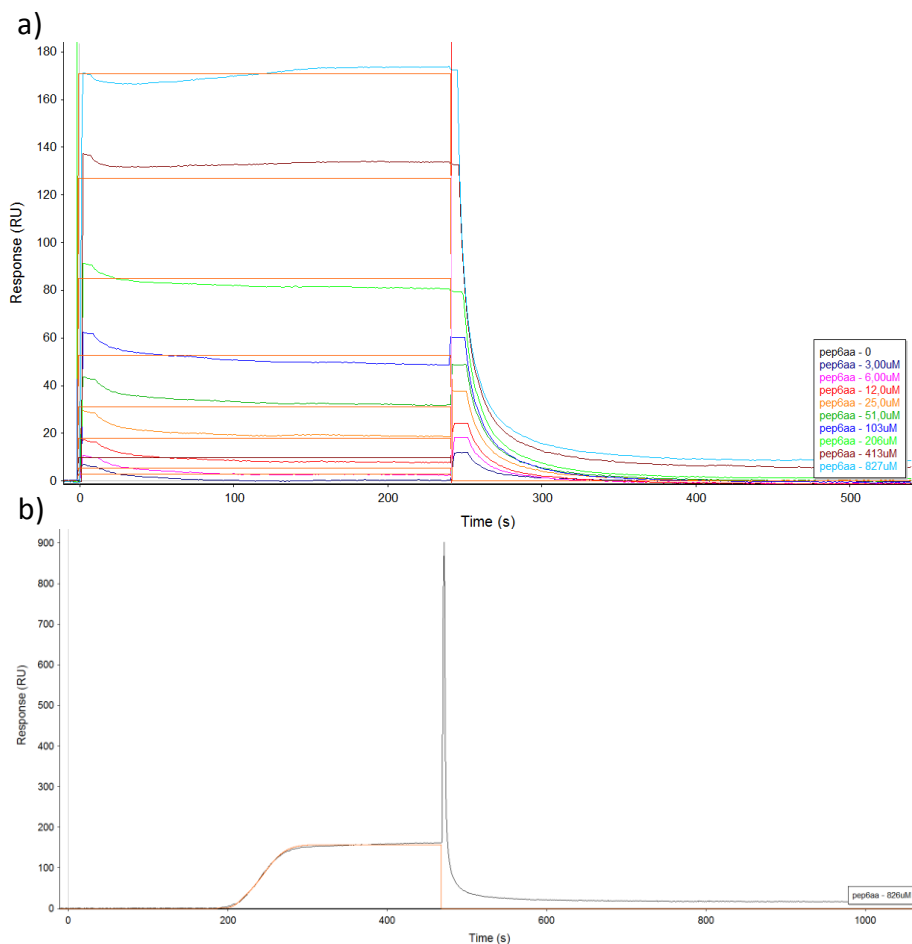 a)
180
160
140
120
100
80
60
40
20
0
Response (RU)
0 100 200 300 400 500
Time (s)
pep6aa - 0
pep6aa - 3,00uM
pep6aa - 6,00uM
pep6aa - 12,0uM
pep6aa - 25,0uM
pep6aa - 51,0uM
pep6aa - 103uM
pep6aa - 206uM
pep6aa - 413uM
pep6aa - 827uM
b)
900
800
700
600
500
400
300
200
100
0
Response (RU)
0 200 400 600 800 1000
Time (s)
pep6aa - 826uM